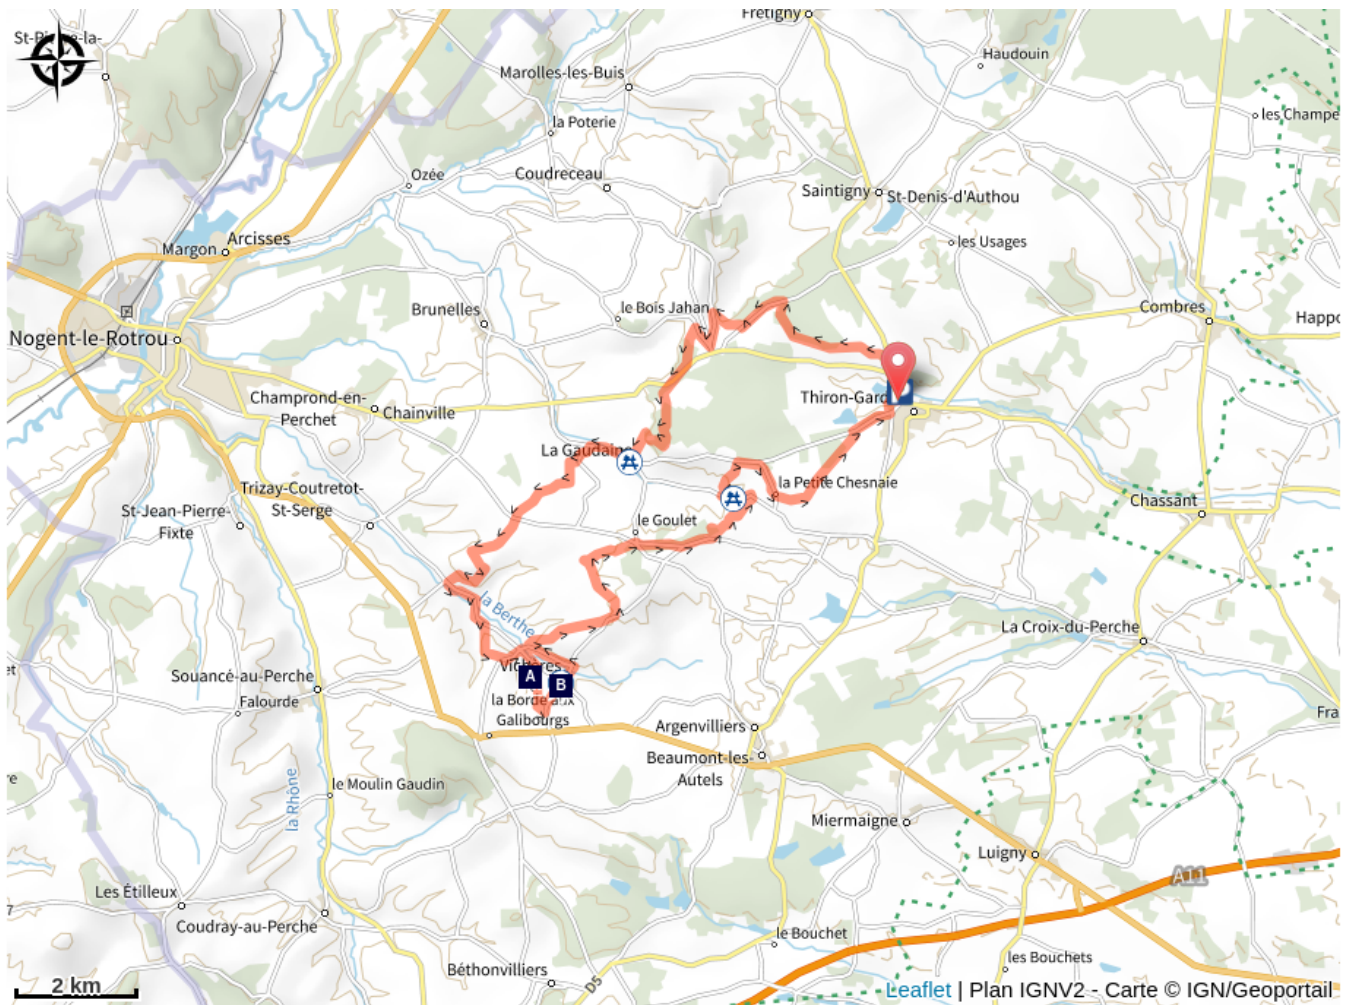 Fretigny
St-Pierre-la-
Haudouin
Marolles-les-Buis
les Champe
la Poterie
Ozée
Coudreceau
Saintigny
St-Denis-d'Authou
Arcisses
Margon
les Usages
Brunelles
le Bois Jahan
Combres
Happo
Nogent-le-Rotrou
Champrond-en-
Perchet
Chainville
Thiron-Gard
La Gaudaine
la Petite Chesnaie
Trizay-Coutretot-
St-Serge
Chassant
St-Jean-Pierre-
Fixte
le Goulet
la Berthe
La Croix-du-Perche
Vichères
A
B
Souancé-au-Perche
Falourde
la Borde aux
Galibourgs
Argenvilliers
Fra
Beaumont-les-
Autels
le Moulin Gaudin
la Rhône
Miermaigne
Luigny
A11
Les Étilleux
Coudray-au-Perche
le Bouchet
les Bouchets
Béthonvilliers
D5
2 km
Leaflet | Plan IGNV2 - Carte © IGN/Geoportail